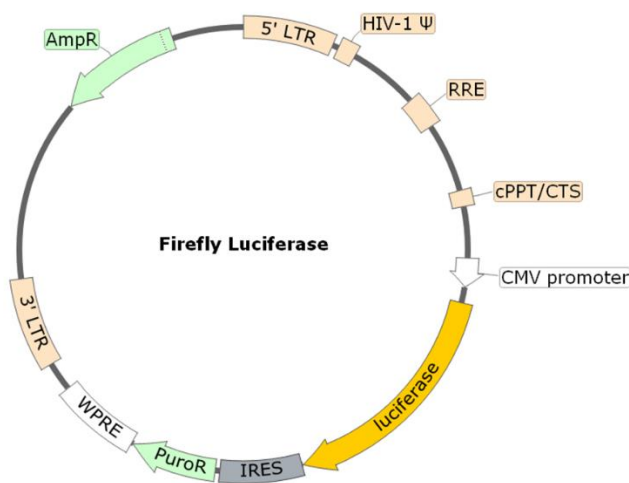 5' LTR
HIV-1 Ψ
AmpR
RRE
cPPT/CTS
Firefly Luciferase
CMV promoter
3' LTR
luciferase
WPRE
PuroR
IRES